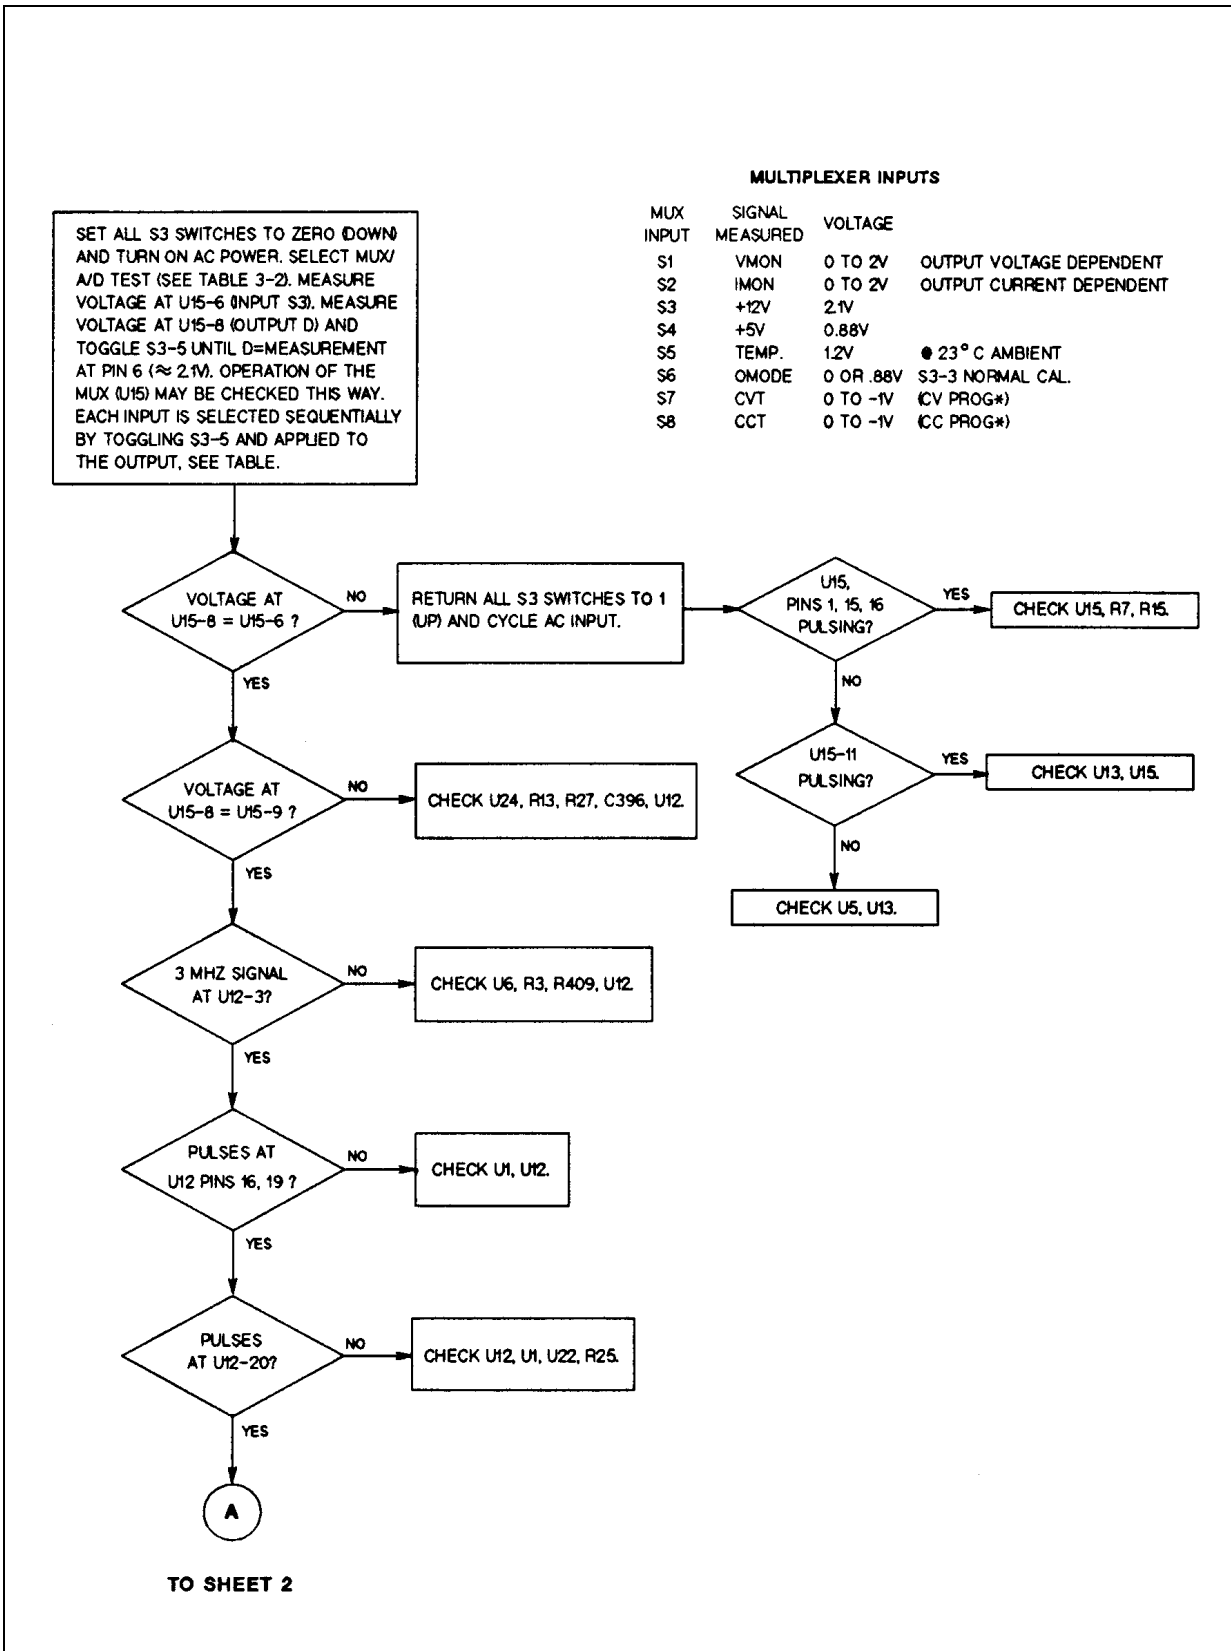 MULTIPLEXER INPUTS
MUX INPUT SIGNAL MEASURED VOLTAGE
S1 VMON 0 TO 2V OUTPUT VOLTAGE DEPENDENT
S2 IMON 0 TO 2V OUTPUT CURRENT DEPENDENT
S3 +12V 2.1V
S4 +5V 0.88V
S5 TEMP. 1.2V @ 23° C AMBIENT
S6 OMODE 0 OR .88V S3-3 NORMAL CAL.
S7 CVT 0 TO -1V (CV PROG*)
S8 CCT 0 TO -1V (CC PROG*)
SET ALL S3 SWITCHES TO ZERO (DOWN)
AND TURN ON AC POWER. SELECT MUX/
A/D TEST (SEE TABLE 3-2). MEASURE
VOLTAGE AT U15-6 (INPUT S3). MEASURE
VOLTAGE AT U15-8 (OUTPUT D) AND
TOGGLE S3-5 UNTIL D=MEASUREMENT
AT PIN 6 (≈ 2.1V). OPERATION OF THE
MUX (U15) MAY BE CHECKED THIS WAY.
EACH INPUT IS SELECTED SEQUENTIALLY
BY TOGGLING S3-5 AND APPLIED TO
THE OUTPUT, SEE TABLE.
VOLTAGE AT
U15-8 = U15-6 ?
NO
RETURN ALL S3 SWITCHES TO 1
(UP) AND CYCLE AC INPUT.
U15,
PINS 1, 15, 16
PULSING?
YES
CHECK U15, R7, R15.
YES
NO
VOLTAGE AT
U15-8 = U15-9 ?
NO
CHECK U24, R13, R27, C396, U12.
U15-11
PULSING?
YES
CHECK U13, U15.
YES
NO
CHECK U5, U13.
3 MHZ SIGNAL
AT U12-3?
NO
CHECK U6, R3, R409, U12.
YES
PULSES AT
U12 PINS 16, 19 ?
NO
CHECK U1, U12.
YES
PULSES
AT U12-20?
NO
CHECK U12, U1, U22, R25.
YES
A
TO SHEET 2